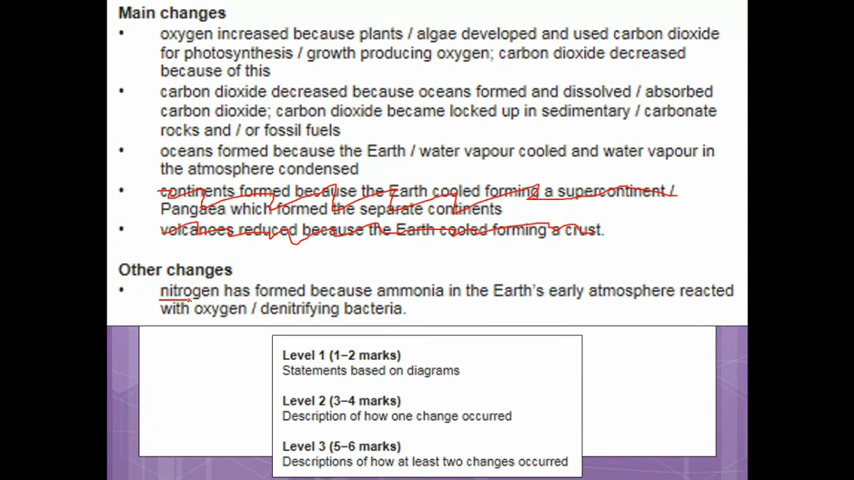 Main changes
• oxygen increased because plants / algae developed and used carbon dioxide
for photosynthesis / growth producing oxygen; carbon dioxide decreased
because of this
• carbon dioxide decreased because oceans formed and dissolved / absorbed
carbon dioxide; carbon dioxide became locked up in sedimentary / carbonate
rocks and / or fossil fuels
• oceans formed because the Earth / water vapour cooled and water vapour in
the atmosphere condensed
• continents formed because the Earth cooled forming a supercontinent /
Pangaea which formed the separate continents
• volcanoes reduced because the Earth cooled forming a crust.
Other changes
• nitrogen has formed because ammonia in the Earth's early atmosphere reacted
with oxygen / denitrifying bacteria.
Level 1 (1–2 marks)
Statements based on diagrams
Level 2 (3–4 marks)
Description of how one change occurred
Level 3 (5–6 marks)
Descriptions of how at least two changes occurred